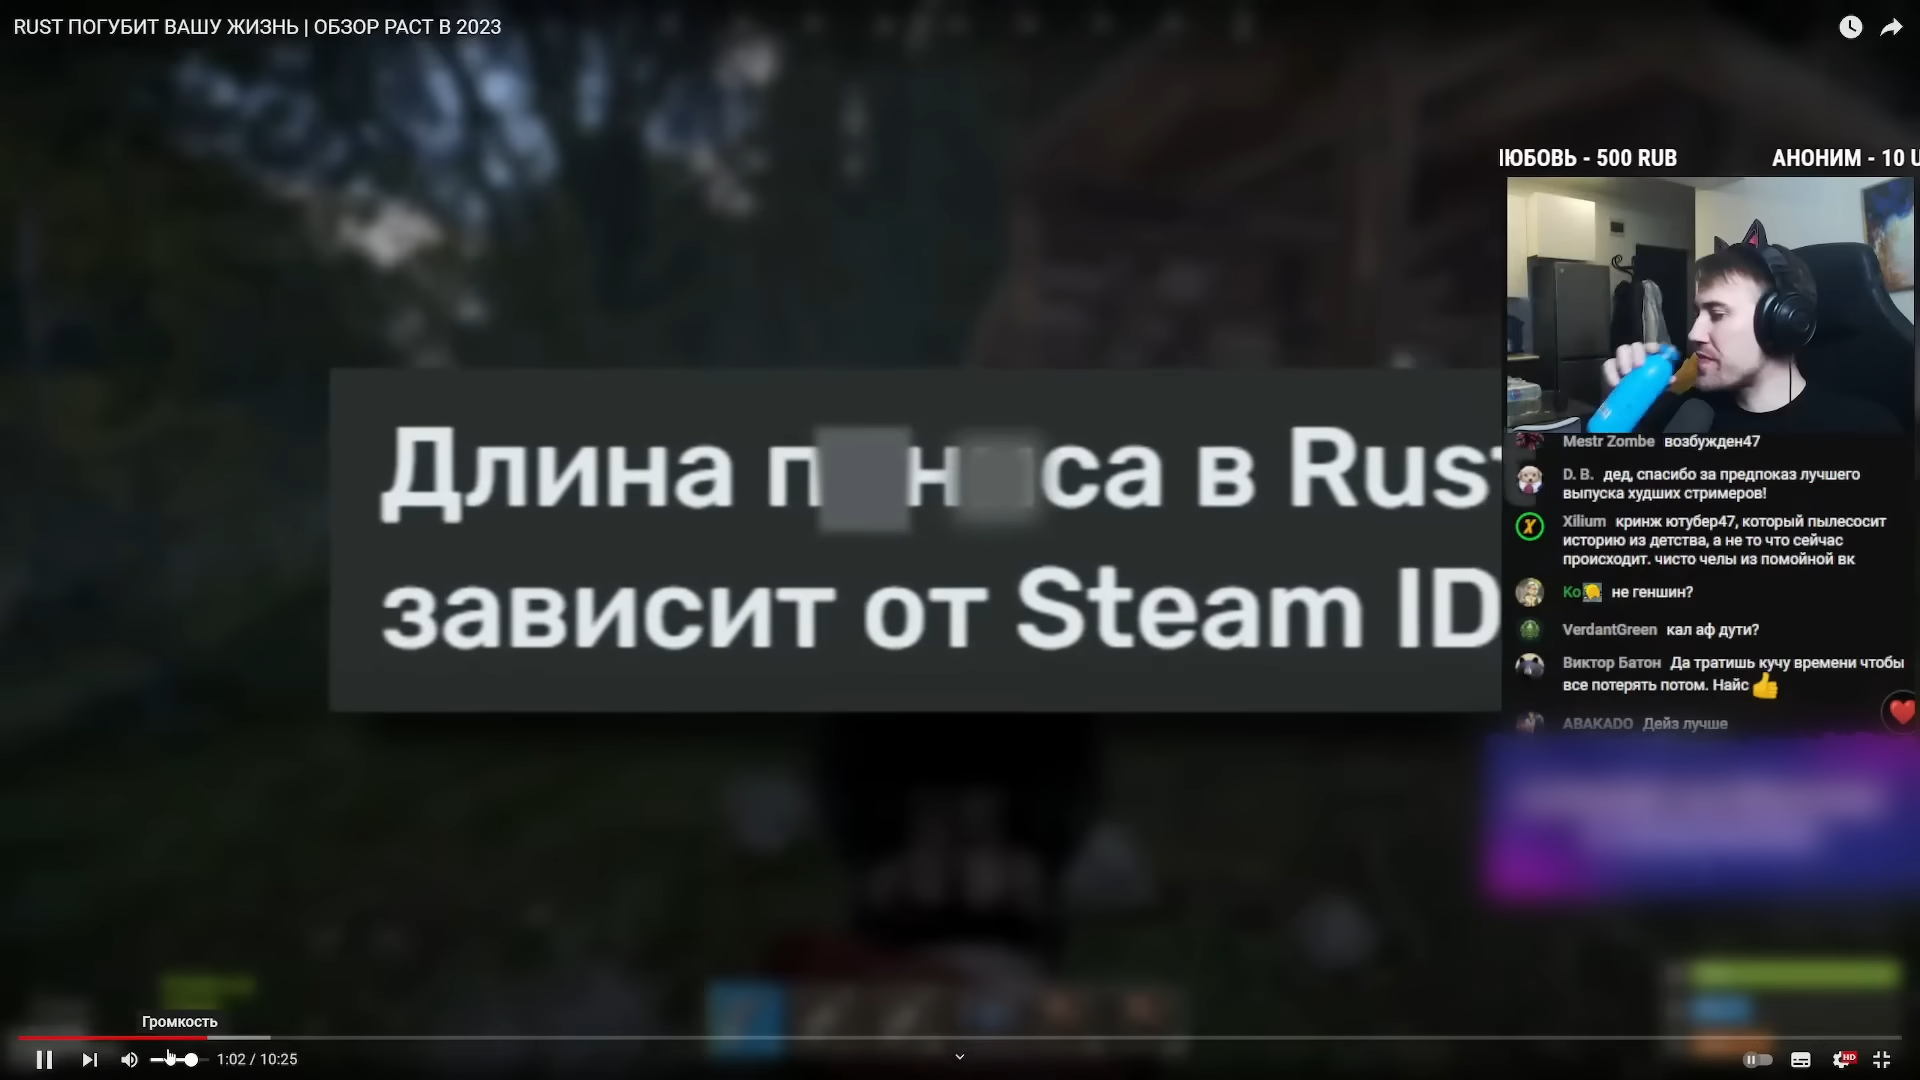 RUST ПОГУБИТ ВАШУ ЖИЗНЬ | ОБЗОР РАСТ В 2023
ЮБОВЬ - 500 RUB АНОНИМ - 10 U
Длина п н са в Rust
зависит от Steam ID
Mestr Zombe возбужден47
D. B. дед, спасибо за предпоказ лучшего
выпуска худших стримеров!
Xilium кринж ютубер47, который пылесосит
историю из детства, а не то что сейчас
происходит. чисто челы из помойной вк
Ко не геншин?
VerdantGreen кал аф дути?
Виктор Батон Да тратишь кучу времени чтобы
все потерять потом. Найс 👍
ABAKADO Дейз лучше
Громкость
1:02 / 10:25
HD